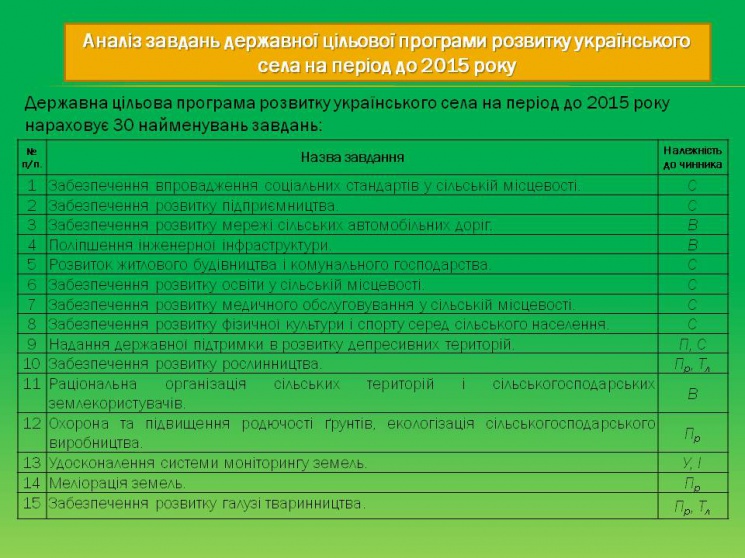 Аналіз завдань державної цільової програми розвитку українського
села на період до 2015 року
Державна цільова програма розвитку українського села на період до 2015 року
нараховує 30 найменувань завдань:
№ п/п. Назва завдання Належність до чинника
1 Забезпечення впровадження соціальних стандартів у сільській місцевості. С
2 Забезпечення розвитку підприємництва. С
3 Забезпечення розвитку мережі сільських автомобільних доріг. В
4 Поліпшення інженерної інфраструктури. В
5 Розвиток житлового будівництва і комунального господарства. С
6 Забезпечення розвитку освіти у сільській місцевості. С
7 Забезпечення розвитку медичного обслуговування у сільській місцевості. С
8 Забезпечення розвитку фізичної культури і спорту серед сільського населення. С
9 Надання державної підтримки в розвитку депресивних територій. П, С
10 Забезпечення розвитку рослинництва. Пр, Тл
11 Раціональна організація сільських територій і сільськогосподарських
землекористувачів. В
12 Охорона та підвищення родючості ґрунтів, екологізація сільськогосподарського
виробництва. Пр
13 Удосконалення системи моніторингу земель. У, І
14 Меліорація земель. Пр
15 Забезпечення розвитку галузі тваринництва. Пр, Тл